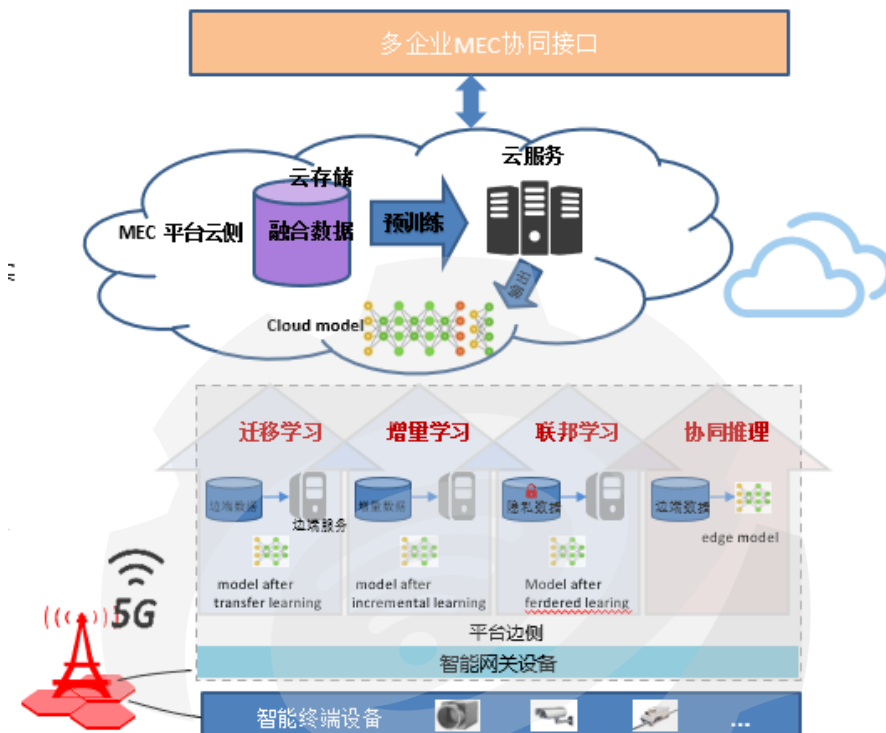 多企业MEC协同接口
云服务
云存储
MEC 平台云侧
融合数据
预训练
输出
Cloud model
迁移学习
增量学习
联邦学习
协同推理
边端数据
边端服务
增量数据
隐私数据
边端数据
edge model
model after
transfer learning
model after
incremental learning
Model after
ferdered learing
平台边侧
5G
智能网关设备
智能终端设备
...